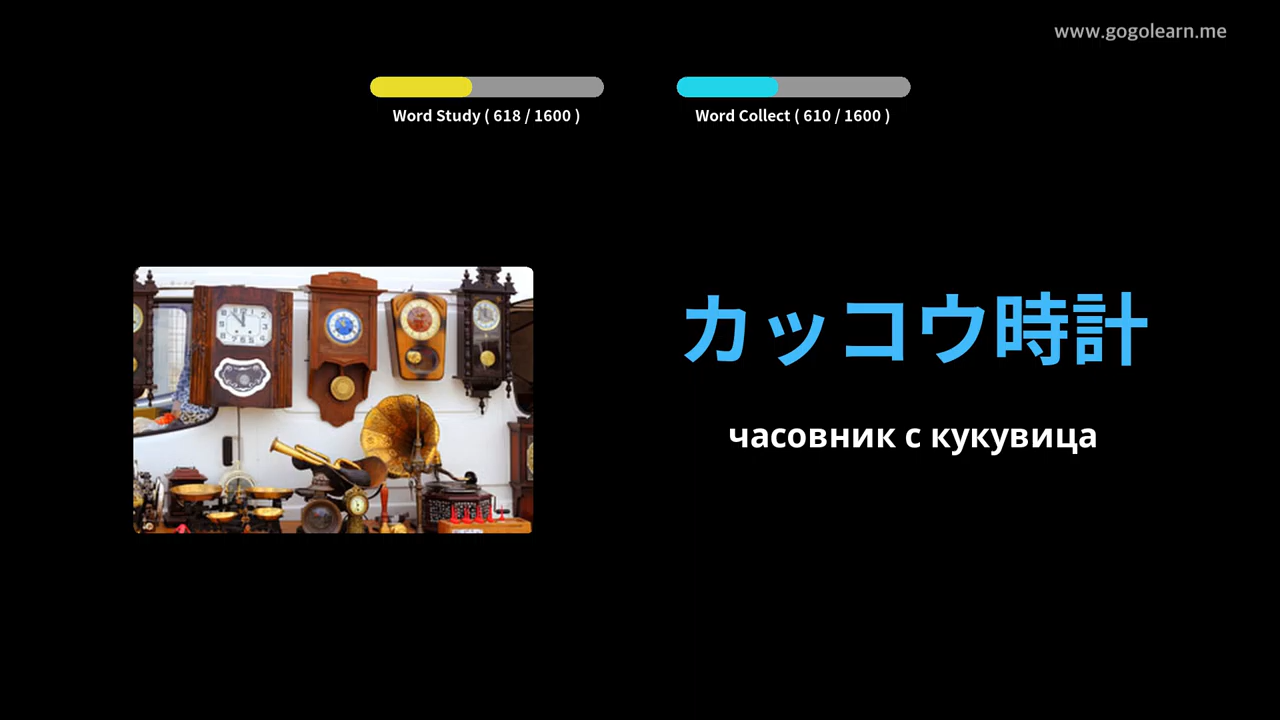 www.gogolearn.me
Word Study ( 618 / 1600 )
Word Collect ( 610 / 1600 )
カッコウ時計
часовник с кукувица